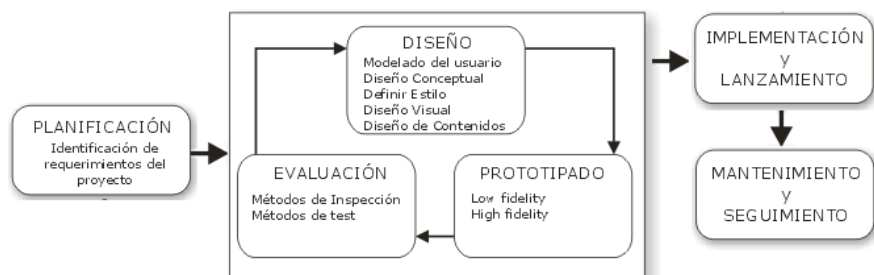 PLANIFICACIÓN
Identificación de
requerimientos del
proyecto
DISEÑO
Modelado del usuario
Diseño Conceptual
Definir Estilo
Diseño Visual
Diseño de Contenidos
EVALUACIÓN
Métodos de Inspección
Métodos de test
PROTOTIPADO
Low fidelity
High fidelity
IMPLEMENTACIÓN
y
LANZAMIENTO
MANTENIMIENTO
y
SEGUIMIENTO